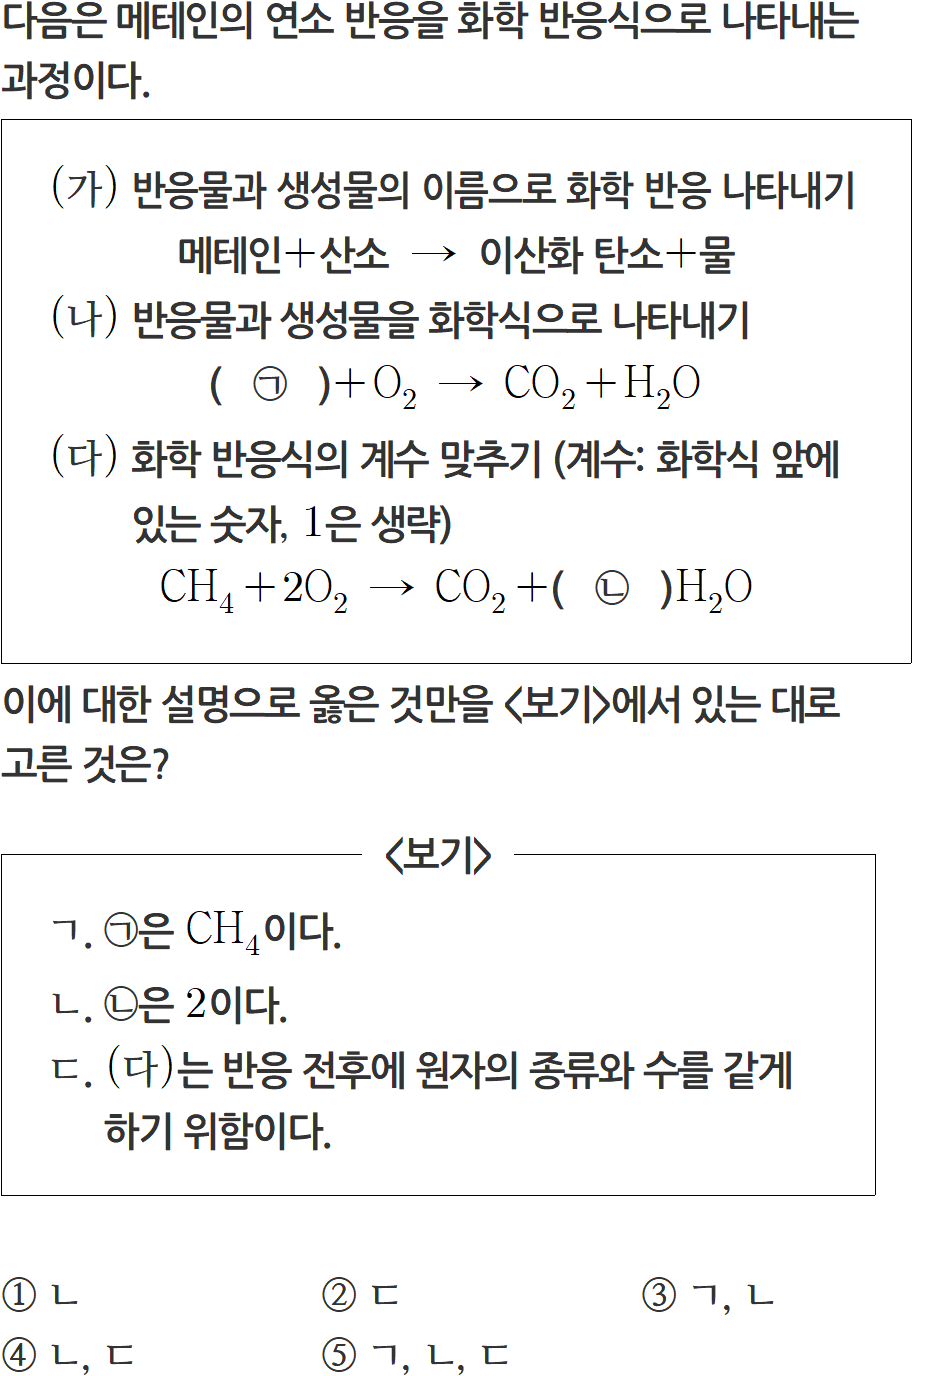 다음은 메테인의 연소 반응을 화학 반응식으로 나타내는
과정이다.
(가) 반응물과 생성물의 이름으로 화학 반응 나타내기
메테인+산소 → 이산화 탄소+물
(나) 반응물과 생성물을 화학식으로 나타내기
( ㉠ )+O₂ → CO₂+H₂O
(다) 화학 반응식의 계수 맞추기 (계수: 화학식 앞에
있는 숫자, 1은 생략)
CH₄+2O₂ → CO₂+( ㉡ )H₂O
이에 대한 설명으로 옳은 것만을 <보기>에서 있는 대로
고른 것은?
<보기>
ㄱ. ㉠은 CH₄이다.
ㄴ. ㉡은 2이다.
ㄷ. (다)는 반응 전후에 원자의 종류와 수를 같게
하기 위함이다.
① ㄴ ② ㄷ ③ ㄱ, ㄴ
④ ㄴ, ㄷ ⑤ ㄱ, ㄴ, ㄷ